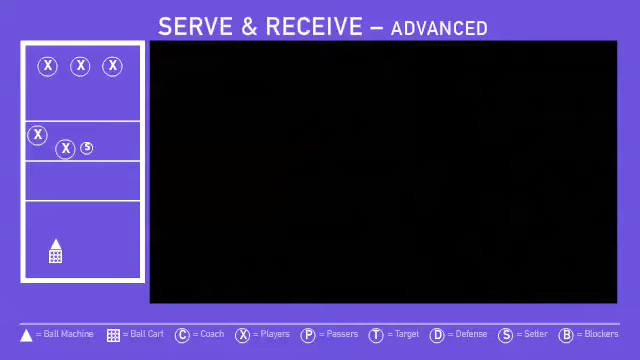 SERVE & RECEIVE – ADVANCED
X X X
X
X S
= Ball Machine = Ball Cart C = Coach X = Players P = Passers T = Target D = Defense S = Setter B = Blockers